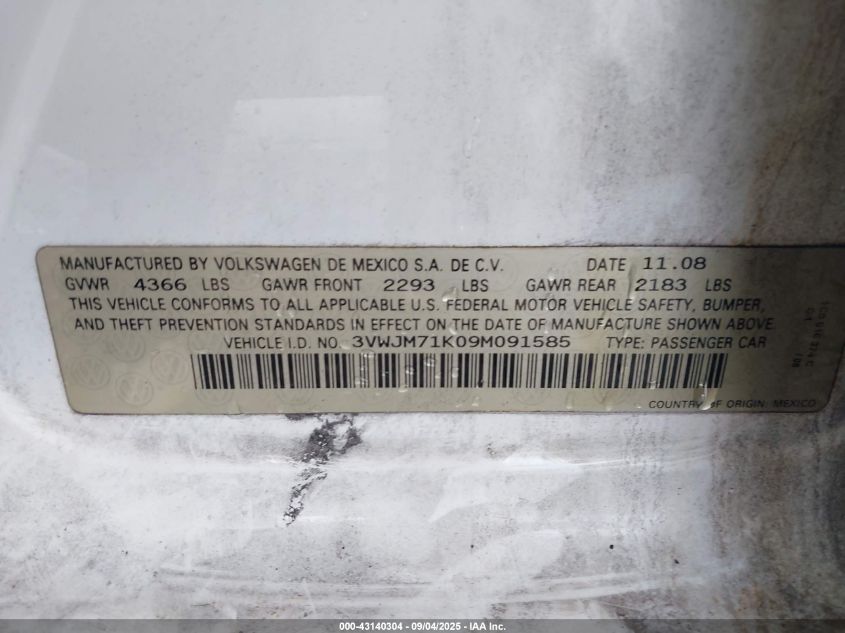 MANUFACTURED BY VOLKSWAGEN DE MEXICO S.A. DE C.V. DATE 11.08
GVWR 4366 LBS GAWR FRONT 2293 LBS GAWR REAR 2183 LBS
THIS VEHICLE CONFORMS TO ALL APPLICABLE U.S. FEDERAL MOTOR VEHICLE SAFETY, BUMPER,
AND THEFT PREVENTION STANDARDS IN EFFECT ON THE DATE OF MANUFACTURE SHOWN ABOVE.
VEHICLE I.D. NO. 3VWJM71K09M091585 TYPE: PASSENGER CAR
COUNTRY OF ORIGIN: MEXICO
000-43140304 - 09/04/2025 - IAA Inc.